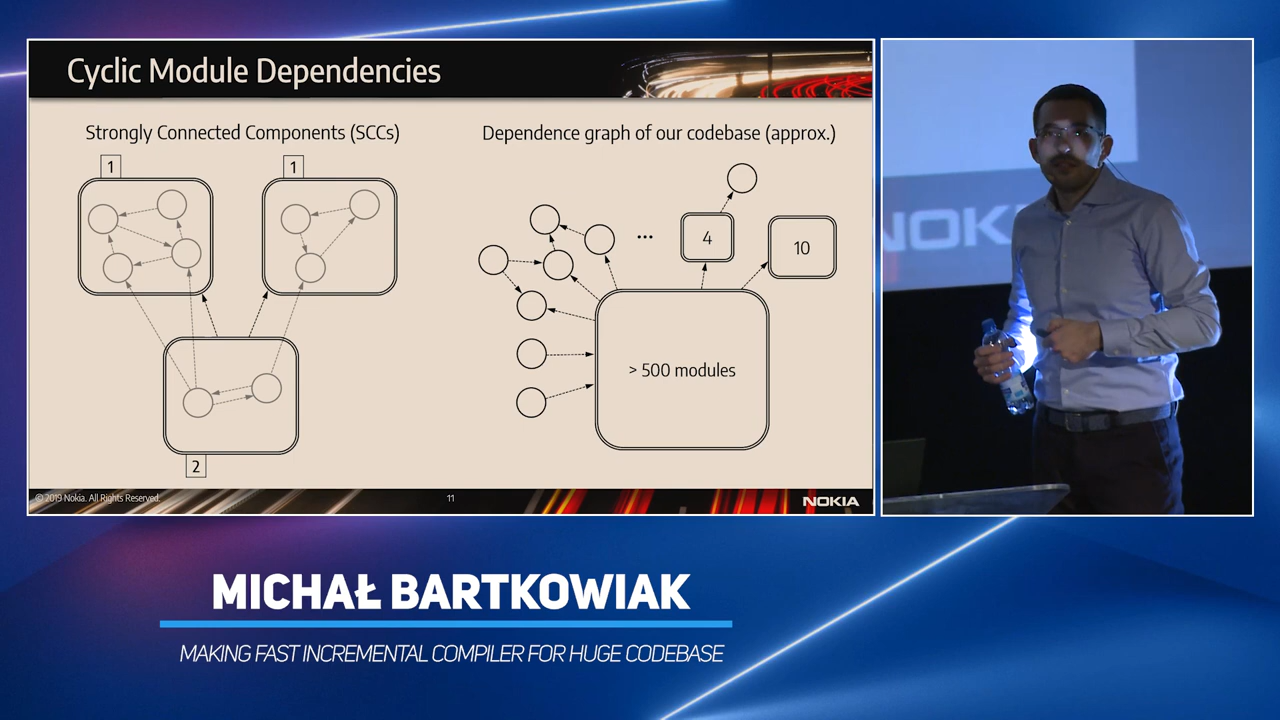 Cyclic Module Dependencies
Strongly Connected Components (SCCs)
1
1
2
Dependence graph of our codebase (approx.)
...
4
10
> 500 modules
© 2019 Nokia. All Rights Reserved.
11
NOKIA
NOKI
MICHAŁ BARTKOWIAK
MAKING FAST INCREMENTAL COMPILER FOR HUGE CODEBASE